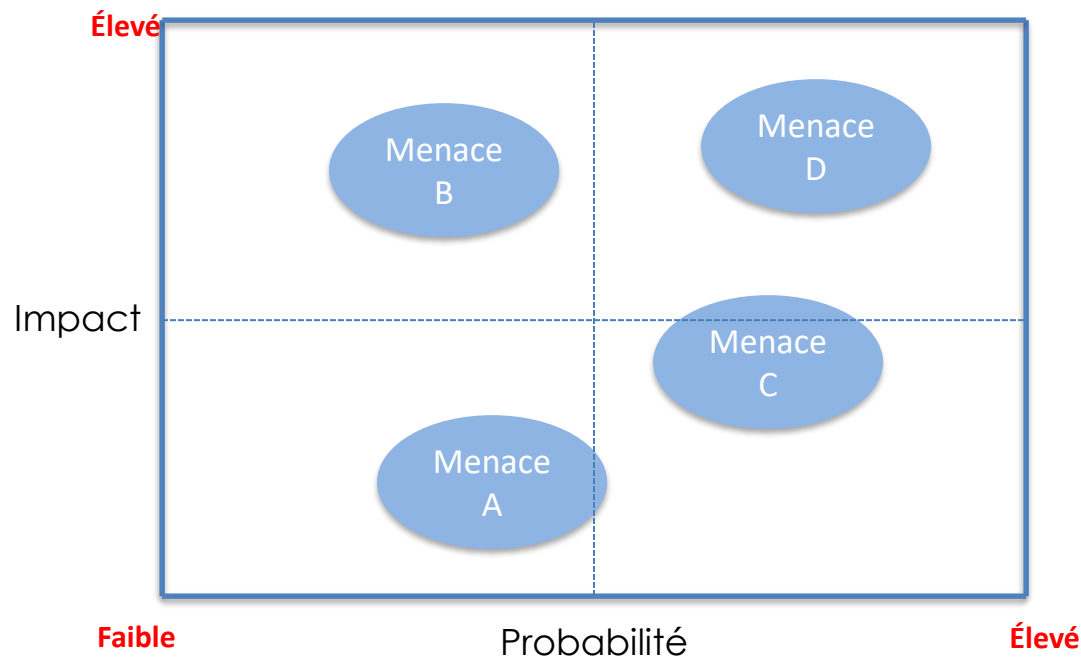 Élevé
Menace
B
Menace
D
Impact
Menace
C
Menace
A
Faible
Probabilité
Élevé